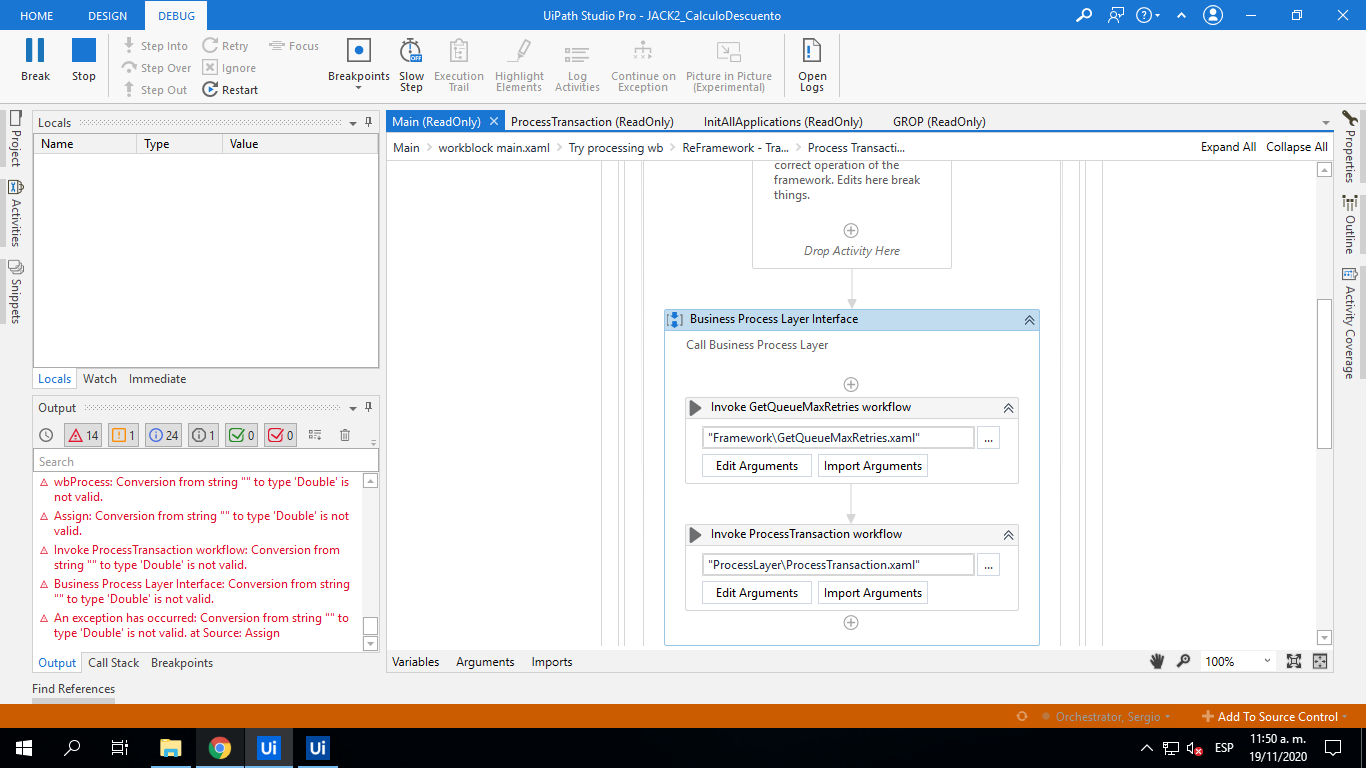 HOME
DESIGN
DEBUG
UiPath Studio Pro - JACK2_CalculoDescuento
Break
Stop
Step Into
Step Over
Step Out
Retry
Ignore
Restart
Focus
Breakpoints
Slow
Step
OFF
Execution
Trail
Highlight
Elements
Log
Activities
Continue on
Exception
Picture in Picture
(Experimental)
Open
Logs
Project
Activities
Snippets
Locals
Name
Type
Value
Locals
Watch
Immediate
Output
14
1
24
1
0
0
Search
wbProcess: Conversion from string "" to type 'Double' is
not valid.
Assign: Conversion from string "" to type 'Double' is not
valid.
Invoke ProcessTransaction workflow: Conversion from
string "" to type 'Double' is not valid.
Business Process Layer Interface: Conversion from string
"" to type 'Double' is not valid.
An exception has occurred: Conversion from string "" to
type 'Double' is not valid. at Source: Assign
Output
Call Stack
Breakpoints
Find References
Main (ReadOnly)
ProcessTransaction (ReadOnly)
InitAllApplications (ReadOnly)
GROP (ReadOnly)
Main
workblock main.xaml
Try processing wb
ReFramework - Tra...
Process Transacti...
Expand All
Collapse All
correct operation of the
framework. Edits here break
things.
Drop Activity Here
Business Process Layer Interface
Call Business Process Layer
Invoke GetQueueMaxRetries workflow
"Framework\GetQueueMaxRetries.xaml"
...
Edit Arguments
Import Arguments
Invoke ProcessTransaction workflow
"ProcessLayer\ProcessTransaction.xaml"
...
Edit Arguments
Import Arguments
Variables
Arguments
Imports
100%
Properties
Outline
Activity Coverage
Orchestrator, Sergio
Add To Source Control
Ui
Ui
ESP
11:50 a. m.
19/11/2020